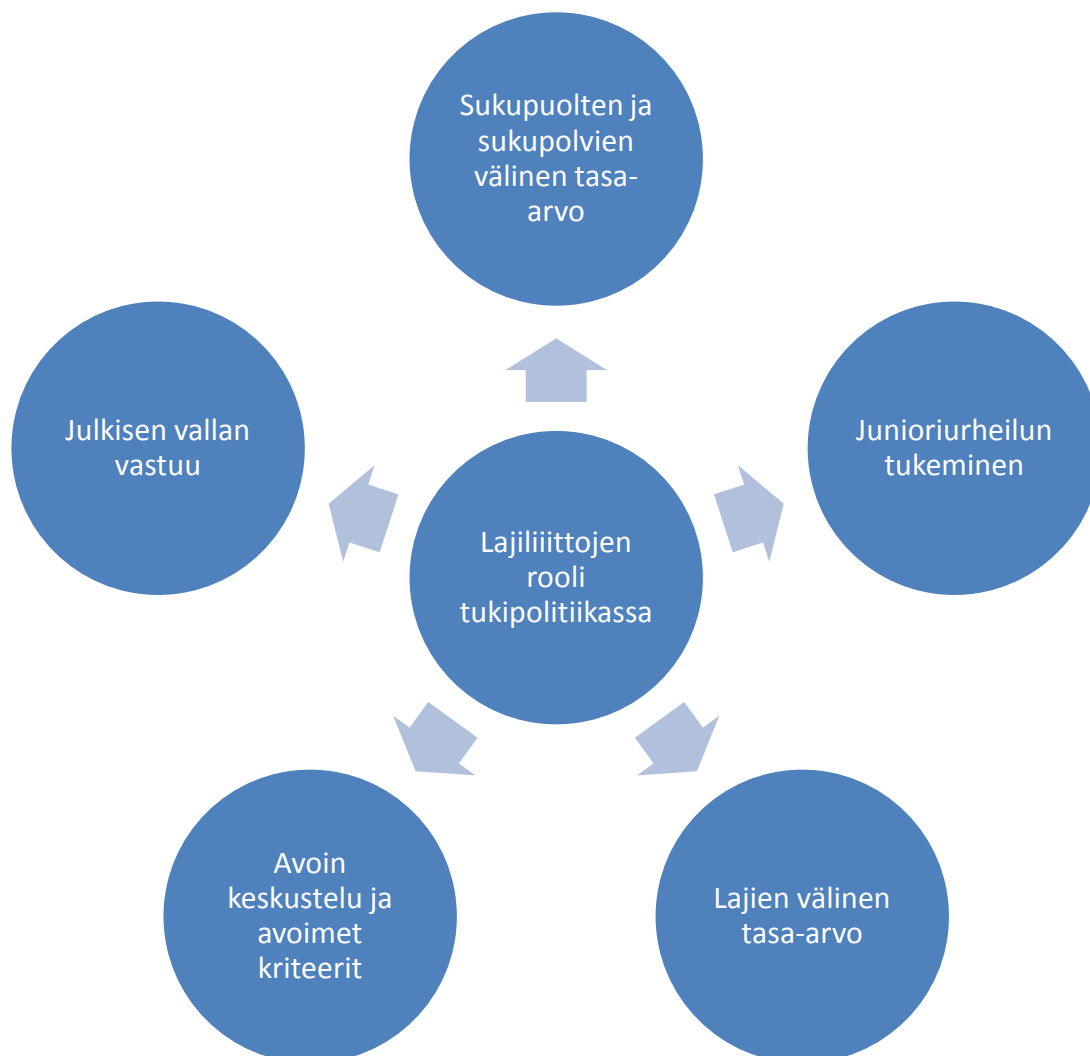 Sukupuolten ja
sukupolvien
välinen tasa-
arvo
Julkisen vallan
vastuu
Junioriurheilun
tukeminen
Lajiliiittojen
rooli
tukipolitiikassa
Avoin
keskustelu ja
avoimet
kriteerit
Lajien välinen
tasa-arvo